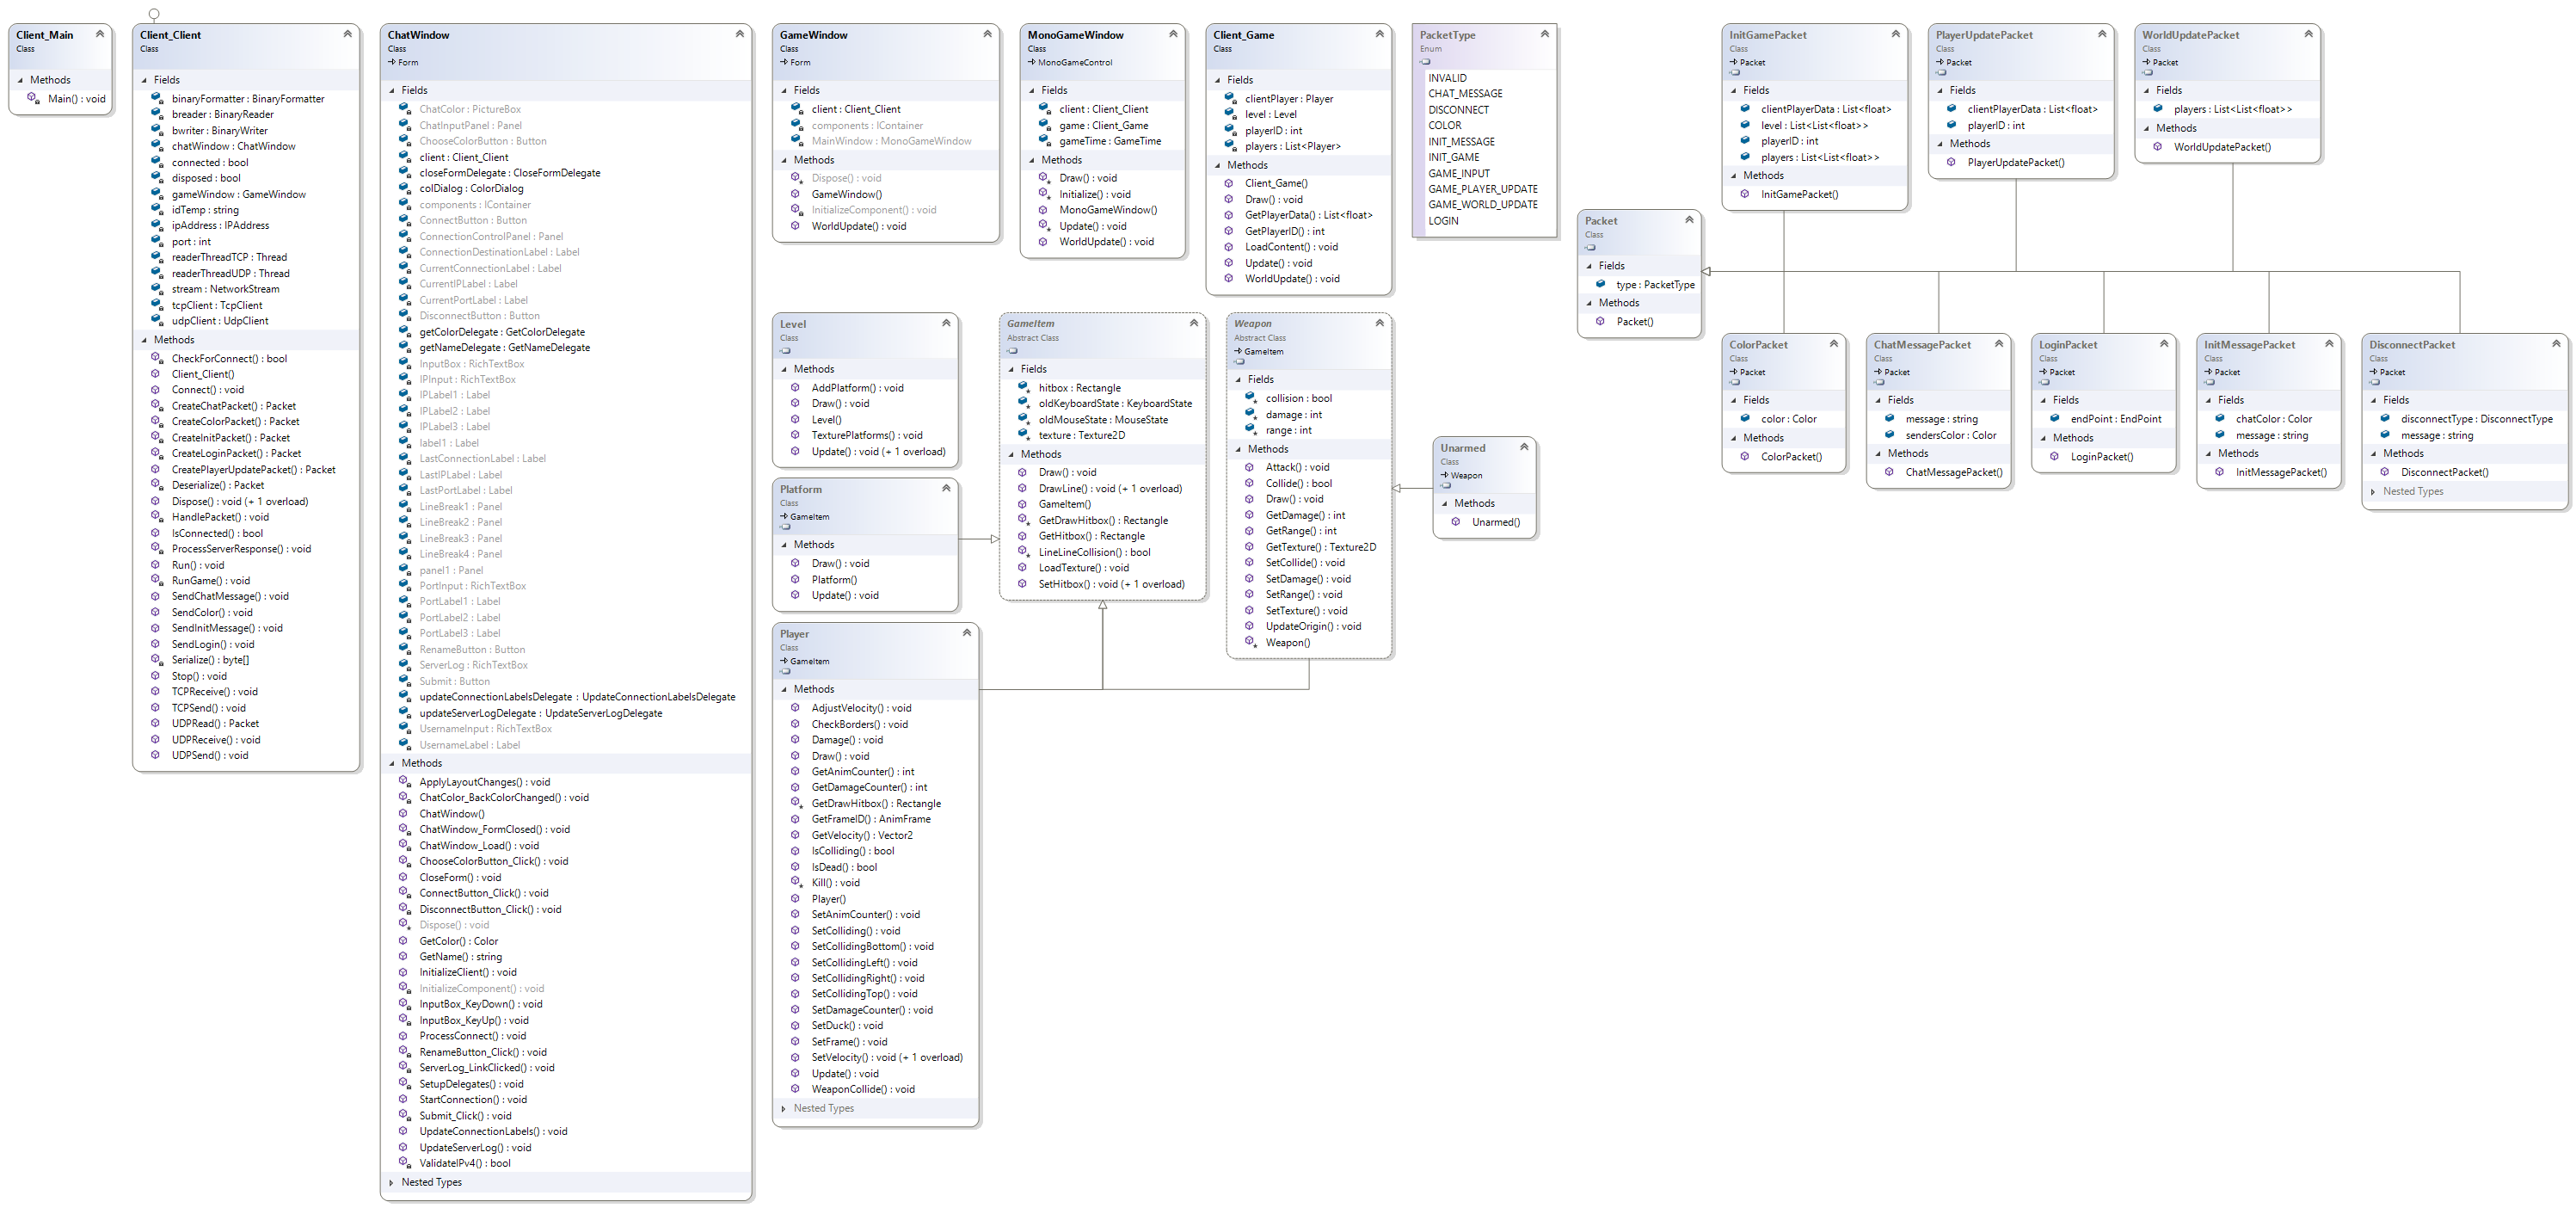 Client_Main
Class
Methods
Main() : void
Client_Client
Class
Fields
binaryFormatter : BinaryFormatter
breader : BinaryReader
bwriter : BinaryWriter
chatWindow : ChatWindow
connected : bool
disposed : bool
gameWindow : GameWindow
idTemp : string
ipAddress : IPAddress
port : int
readerThreadTCP : Thread
readerThreadUDP : Thread
stream : NetworkStream
tcpClient : TcpClient
udpClient : UdpClient
Methods
CheckForConnect() : bool
Client_Client()
Connect() : void
CreateChatPacket() : Packet
CreateColorPacket() : Packet
CreateInitPacket() : Packet
CreateLoginPacket() : Packet
CreatePlayerUpdatePacket() : Packet
Deserialize() : Packet
Dispose() : void (+ 1 overload)
HandlePacket() : void
IsConnected() : bool
ProcessServerResponse() : void
Run() : void
RunGame() : void
SendChatMessage() : void
SendColor() : void
SendInitMessage() : void
SendLogin() : void
Serialize() : byte[]
Stop() : void
TCPReceive() : void
TCPSend() : void
UDPRead() : Packet
UDPReceive() : void
UDPSend() : void
ChatWindow
Class
Form
Fields
ChatColor : PictureBox
ChatInputPanel : Panel
ChooseColorButton : Button
client : Client_Client
closeFormDelegate : CloseFormDelegate
colDialog : ColorDialog
components : IContainer
ConnectButton : Button
ConnectionControlPanel : Panel
ConnectionDestinationLabel : Label
CurrentConnectionLabel : Label
CurrentIPLabel : Label
CurrentPortLabel : Label
DisconnectButton : Button
getColorDelegate : GetColorDelegate
getNameDelegate : GetNameDelegate
InputBox : RichTextBox
IPInput : RichTextBox
IPLabel1 : Label
IPLabel2 : Label
IPLabel3 : Label
label1 : Label
LastConnectionLabel : Label
LastIPLabel : Label
LastPortLabel : Label
LineBreak1 : Panel
LineBreak2 : Panel
LineBreak3 : Panel
LineBreak4 : Panel
panel1 : Panel
PortInput : RichTextBox
PortLabel1 : Label
PortLabel2 : Label
PortLabel3 : Label
RenameButton : Button
ServerLog : RichTextBox
Submit : Button
updateConnectionLabelsDelegate : UpdateConnectionLabelsDelegate
updateServerLogDelegate : UpdateServerLogDelegate
UsernameInput : RichTextBox
UsernameLabel : Label
Methods
ApplyLayoutChanges() : void
ChatColor_BackColorChanged() : void
ChatWindow()
ChatWindow_FormClosed() : void
ChatWindow_Load() : void
ChooseColorButton_Click() : void
CloseForm() : void
ConnectButton_Click() : void
DisconnectButton_Click() : void
Dispose() : void
GetColor() : Color
GetName() : string
InitializeClient() : void
InitializeComponent() : void
InputBox_KeyDown() : void
InputBox_KeyUp() : void
ProcessConnect() : void
RenameButton_Click() : void
ServerLog_LinkClicked() : void
SetupDelegates() : void
StartConnection() : void
Submit_Click() : void
UpdateConnectionLabels() : void
UpdateServerLog() : void
ValidateIPv4() : bool
Nested Types
GameWindow
Class
Form
Fields
client : Client_Client
components : IContainer
MainWindow : MonoGameWindow
Methods
Dispose() : void
GameWindow()
InitializeComponent() : void
WorldUpdate() : void
MonoGameWindow
Class
MonoGameControl
Fields
client : Client_Client
game : Client_Game
gameTime : GameTime
Methods
Draw() : void
Initialize() : void
MonoGameWindow()
Update() : void
WorldUpdate() : void
Client_Game
Class
Fields
clientPlayer : Player
level : Level
playerID : int
players : List<Player>
Methods
Client_Game()
Draw() : void
GetPlayerData() : List<float>
GetPlayerID() : int
LoadContent() : void
Update() : void
WorldUpdate() : void
PacketType
Enum
INVALID
CHAT_MESSAGE
DISCONNECT
COLOR
INIT_MESSAGE
INIT_GAME
GAME_INPUT
GAME_PLAYER_UPDATE
GAME_WORLD_UPDATE
LOGIN
Level
Class
Methods
AddPlatform() : void
Draw() : void
Level()
TexturePlatforms() : void
Update() : void (+ 1 overload)
Platform
Class
GameItem
Methods
Draw() : void
Platform()
Update() : void
Player
Class
GameItem
Methods
AdjustVelocity() : void
CheckBorders() : void
Damage() : void
Draw() : void
GetAnimCounter() : int
GetDamageCounter() : int
GetDrawHitbox() : Rectangle
GetFrameID() : AnimFrame
GetVelocity() : Vector2
IsColliding() : bool
IsDead() : bool
Kill() : void
Player()
SetAnimCounter() : void
SetColliding() : void
SetCollidingBottom() : void
SetCollidingLeft() : void
SetCollidingRight() : void
SetCollidingTop() : void
SetDamageCounter() : void
SetDuck() : void
SetFrame() : void
SetVelocity() : void (+ 1 overload)
Update() : void
WeaponCollide() : void
Nested Types
GameItem
Abstract Class
Fields
hitbox : Rectangle
oldKeyboardState : KeyboardState
oldMouseState : MouseState
texture : Texture2D
Methods
Draw() : void
DrawLine() : void (+ 1 overload)
GameItem()
GetDrawHitbox() : Rectangle
GetHitbox() : Rectangle
LineLineCollision() : bool
LoadTexture() : void
SetHitbox() : void (+ 1 overload)
Weapon
Abstract Class
GameItem
Fields
collision : bool
damage : int
range : int
Methods
Attack() : void
Collide() : bool
Draw() : void
GetDamage() : int
GetRange() : int
GetTexture() : Texture2D
SetCollide() : void
SetDamage() : void
SetRange() : void
SetTexture() : void
UpdateOrigin() : void
Weapon()
Unarmed
Class
Weapon
Methods
Unarmed()
Packet
Class
Fields
type : PacketType
Methods
Packet()
InitGamePacket
Class
Packet
Fields
clientPlayerData : List<float>
level : List<List<float>>
playerID : int
players : List<List<float>>
Methods
InitGamePacket()
PlayerUpdatePacket
Class
Packet
Fields
clientPlayerData : List<float>
playerID : int
Methods
PlayerUpdatePacket()
WorldUpdatePacket
Class
Packet
Fields
players : List<List<float>>
Methods
WorldUpdatePacket()
ColorPacket
Class
Packet
Fields
color : Color
Methods
ColorPacket()
ChatMessagePacket
Class
Packet
Fields
message : string
sendersColor : Color
Methods
ChatMessagePacket()
LoginPacket
Class
Packet
Fields
endPoint : EndPoint
Methods
LoginPacket()
InitMessagePacket
Class
Packet
Fields
chatColor : Color
message : string
Methods
InitMessagePacket()
DisconnectPacket
Class
Packet
Fields
disconnectType : DisconnectType
message : string
Methods
DisconnectPacket()
Nested Types